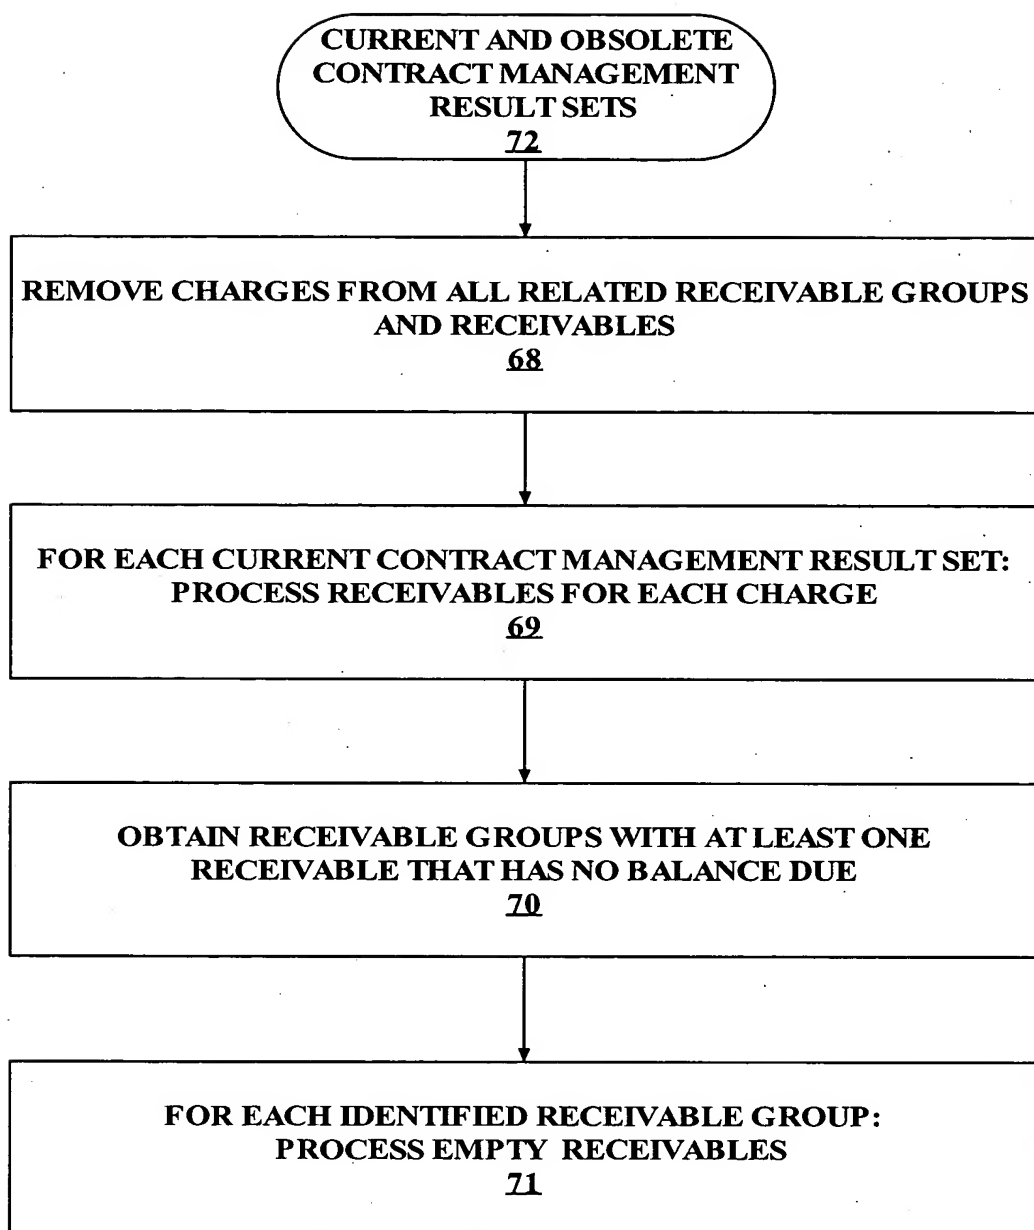 CURRENT AND OBSOLETE
CONTRACT MANAGEMENT
RESULT SETS
72
REMOVE CHARGES FROM ALL RELATED RECEIVABLE GROUPS
AND RECEIVABLES
68
FOR EACH CURRENT CONTRACT MANAGEMENT RESULT SET:
PROCESS RECEIVABLES FOR EACH CHARGE
69
OBTAIN RECEIVABLE GROUPS WITH AT LEAST ONE
RECEIVABLE THAT HAS NO BALANCE DUE
70
FOR EACH IDENTIFIED RECEIVABLE GROUP:
PROCESS EMPTY RECEIVABLES
71